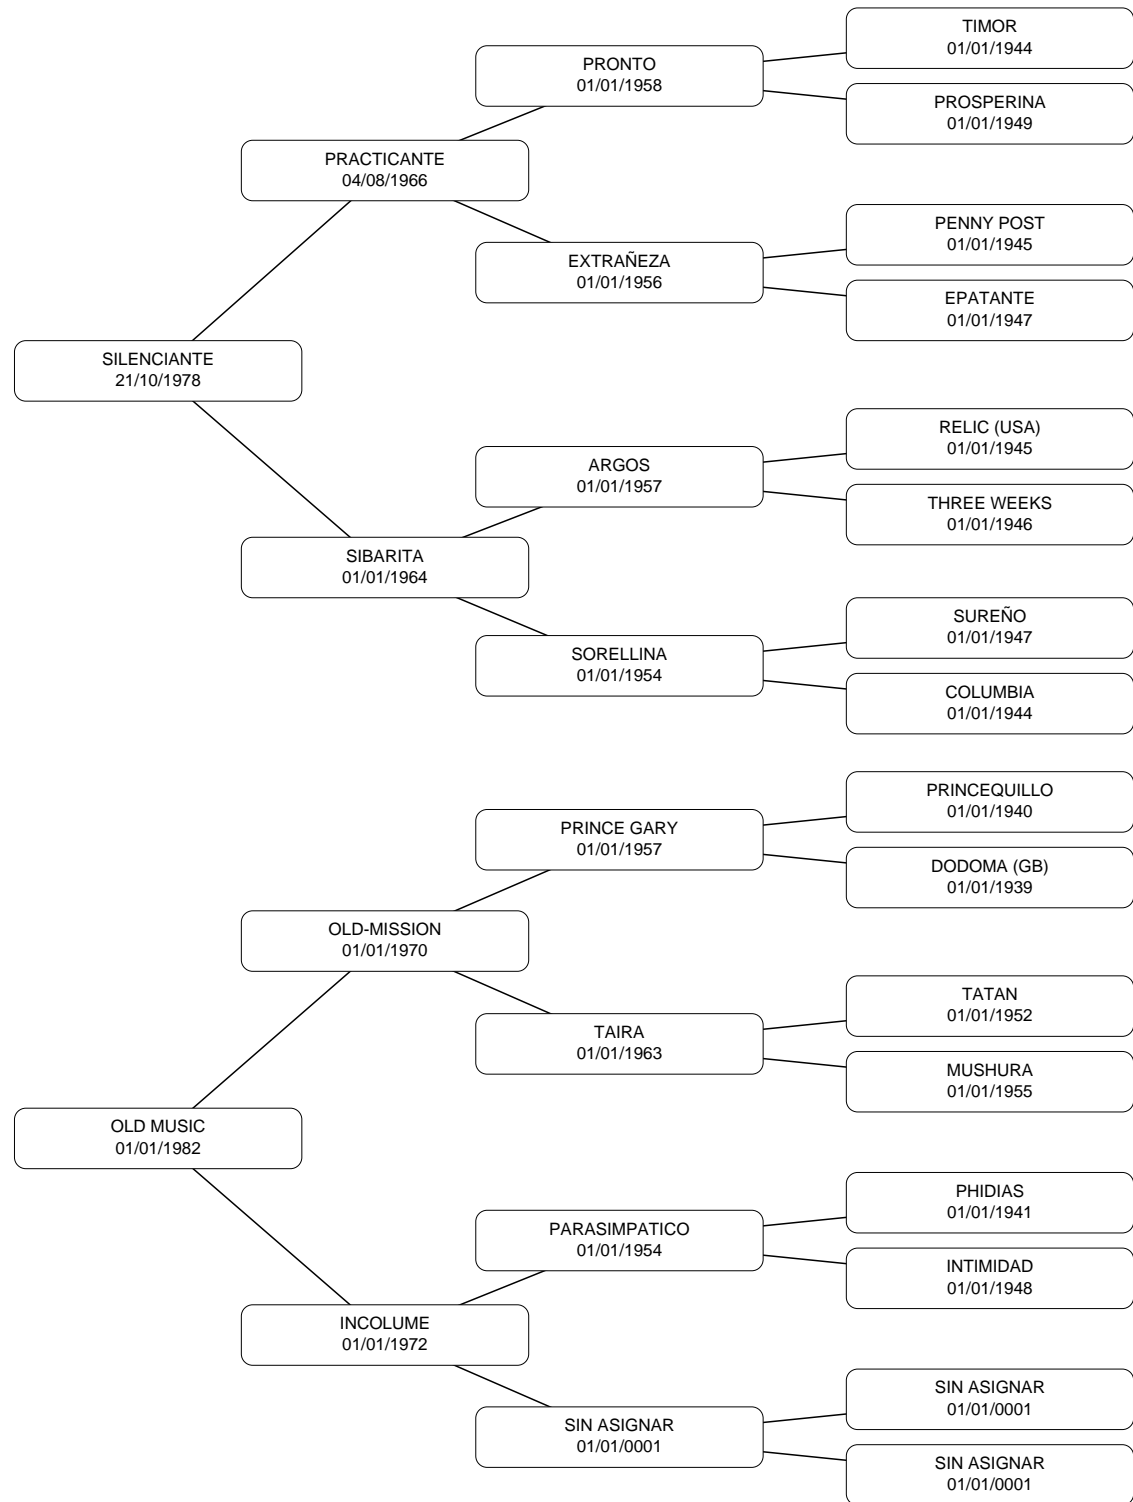 TIMOR
01/01/1944
PRONTO
01/01/1958
PROSPERINA
01/01/1949
PRACTICANTE
04/08/1966
PENNY POST
01/01/1945
EXTRAÑEZA
01/01/1956
EPATANTE
01/01/1947
SILENCIANTE
21/10/1978
RELIC (USA)
01/01/1945
ARGOS
01/01/1957
THREE WEEKS
01/01/1946
SIBARITA
01/01/1964
SUREÑO
01/01/1947
SORELLINA
01/01/1954
COLUMBIA
01/01/1944
PRINCEQUILLO
01/01/1940
PRINCE GARY
01/01/1957
DODOMA (GB)
01/01/1939
OLD-MISSION
01/01/1970
TATAN
01/01/1952
TAIRA
01/01/1963
MUSHURA
01/01/1955
OLD MUSIC
01/01/1982
PHIDIAS
01/01/1941
PARASIMPATICO
01/01/1954
INTIMIDAD
01/01/1948
INCOLUME
01/01/1972
SIN ASIGNAR
01/01/0001
SIN ASIGNAR
01/01/0001
SIN ASIGNAR
01/01/0001